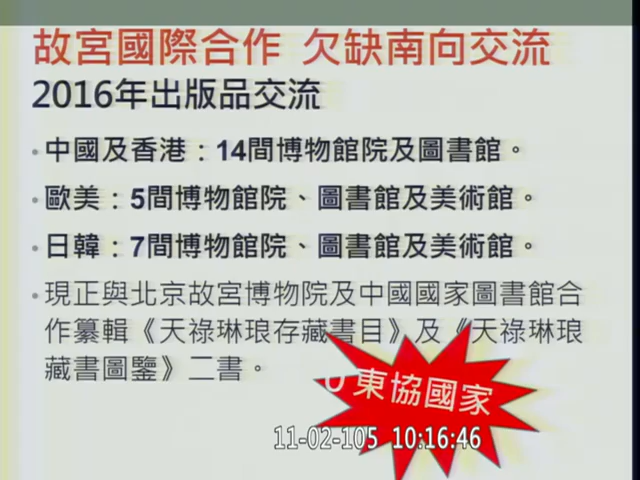 故宮國際合作 欠缺南向交流
2016年出版品交流
•中國及香港：14間博物館院及圖書館。
•歐美：5間博物館院、圖書館及美術館。
•日韓：7間博物館院、圖書館及美術館。
•現正與北京故宮博物院及中國國家圖書館合
作纂輯《天祿琳琅存藏書目》及《天祿琳琅
藏書圖鑒》二書。
0 東協國家
11-02-105 10:16:46